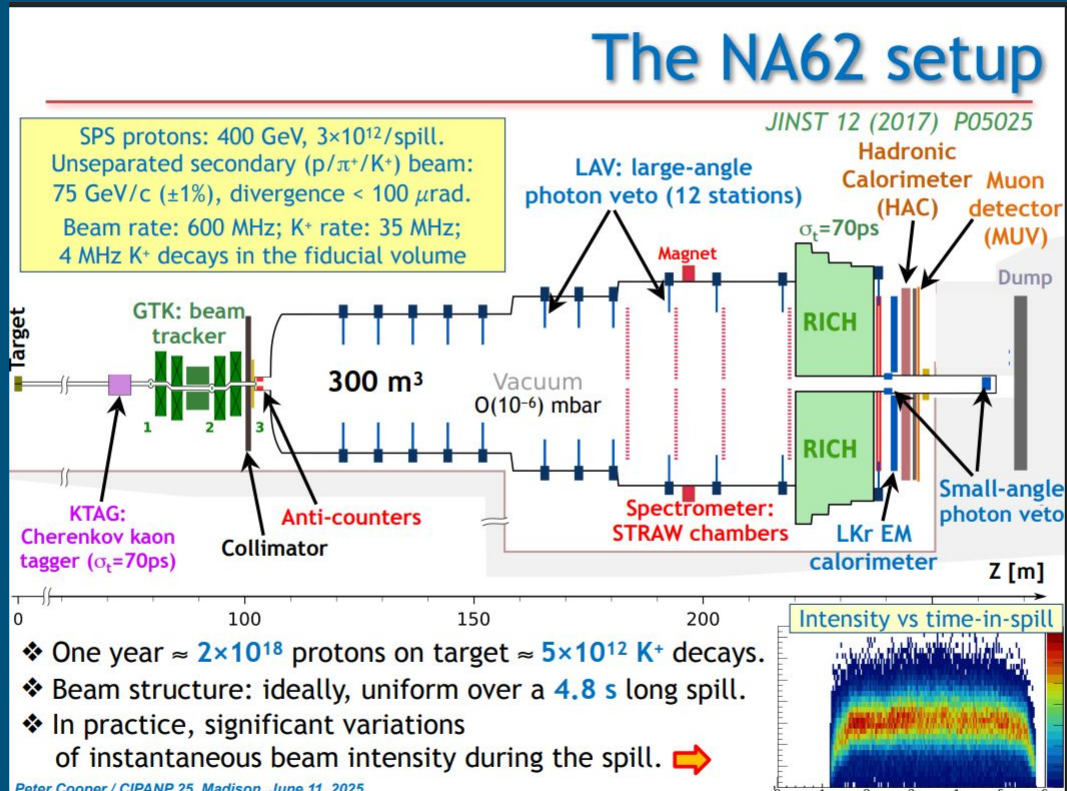 The NA62 setup
JINST 12 (2017) P05025
SPS protons: 400 GeV, 3×10¹²/spill.
Unseparated secondary (p/π⁺/K⁺) beam:
75 GeV/c (±1%), divergence < 100 μrad.
Beam rate: 600 MHz; K⁺ rate: 35 MHz;
4 MHz K⁺ decays in the fiducial volume
LAV: large-angle
photon veto (12 stations)
Hadronic
Calorimeter
(HAC)
Muon
detector
(MUV)
σt=70ps
Magnet
Dump
Target
GTK: beam
tracker
1
2
3
300 m³
Vacuum
O(10⁻⁶) mbar
RICH
RICH
KTAG:
Cherenkov kaon
tagger (σt=70ps)
Anti-counters
Collimator
Spectrometer:
STRAW chambers
LKr EM
calorimeter
Small-angle
photon veto
Z [m]
0
100
150
200
Intensity vs time-in-spill
❖ One year ≈ 2×10¹⁸ protons on target ≈ 5×10¹² K⁺ decays.
❖ Beam structure: ideally, uniform over a 4.8 s long spill.
❖ In practice, significant variations
of instantaneous beam intensity during the spill.
Peter Cooper / CIPANP 25, Madison, June 11, 2025